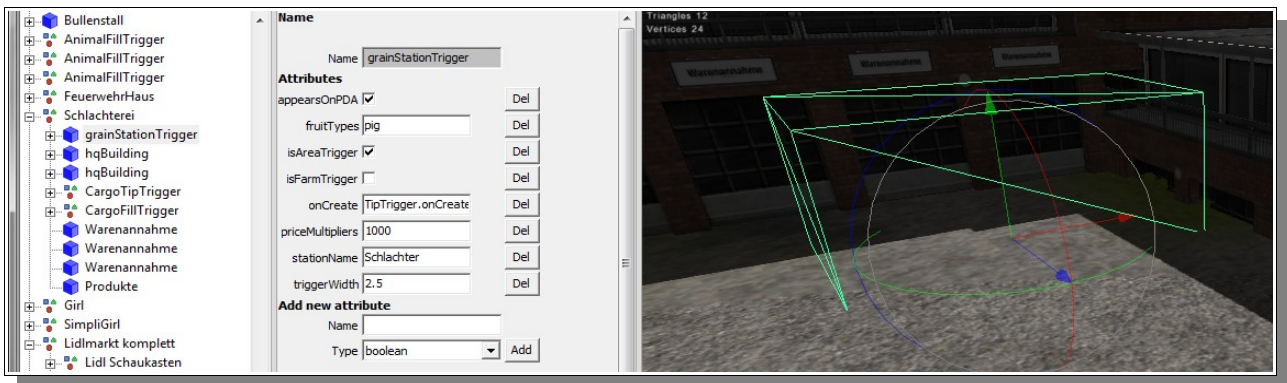 Bullenstall
AnimalFillTrigger
AnimalFillTrigger
AnimalFillTrigger
FeuerwehrHaus
Schlachterei
grainStationTrigger
hqBuilding
hqBuilding
CargoTipTrigger
CargoFillTrigger
Warenannahme
Warenannahme
Warenannahme
Produkte
Girl
SimpliGirl
Lidlmarkt komplett
Lidl Schaukasten
Name
Name grainStationTrigger
Attributes
appearsOnPDA Del
fruitTypes pig Del
isAreaTrigger Del
isFarmTrigger Del
onCreate TipTrigger.onCreate Del
priceMultipliers 1000 Del
stationName Schlachter Del
triggerWidth 2.5 Del
Add new attribute
Name
Type boolean Add
Triangles 12
Vertices 24
Warenannahme
Warenannahme
Warenannahme